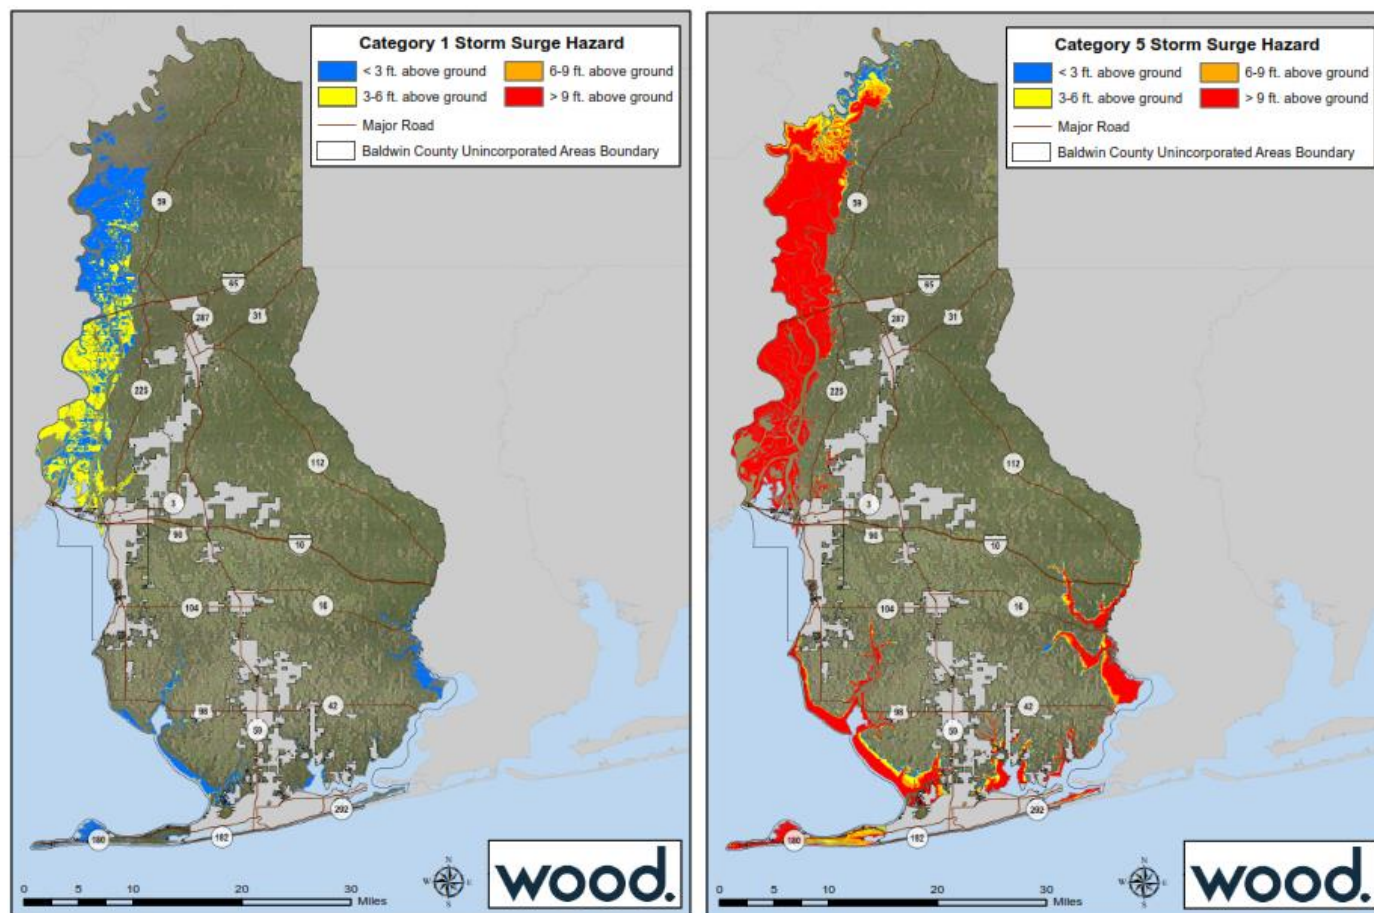 Category 1 Storm Surge Hazard
< 3 ft. above ground
6-9 ft. above ground
3-6 ft. above ground
> 9 ft. above ground
Major Road
Baldwin County Unincorporated Areas Boundary
59
65
287
31
225
112
3
90
10
104
16
98
42
59
292
180
182
wood.
N
W
E
S
0 5 10 20 30
Miles
Category 5 Storm Surge Hazard
< 3 ft. above ground
6-9 ft. above ground
3-6 ft. above ground
> 9 ft. above ground
Major Road
Baldwin County Unincorporated Areas Boundary
59
65
287
31
225
112
3
90
10
104
16
98
42
59
292
180
182
wood.
N
W
E
S
0 5 10 20 30
Miles